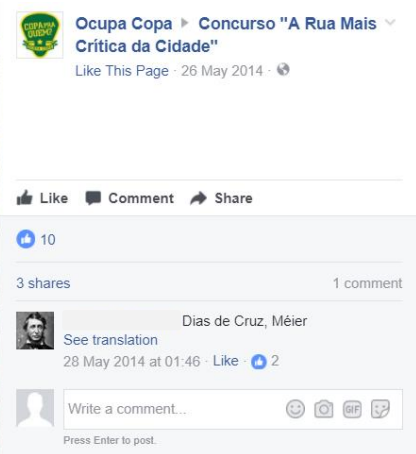 COPA PRA
QUEM?
Ocupa Copa ▸ Concurso "A Rua Mais
Crítica da Cidade"
Like This Page · 26 May 2014 ·
Like Comment Share
10
3 shares 1 comment
Dias de Cruz, Méier
See translation
28 May 2014 at 01:46 · Like · 2
Write a comment... GIF
Press Enter to post.